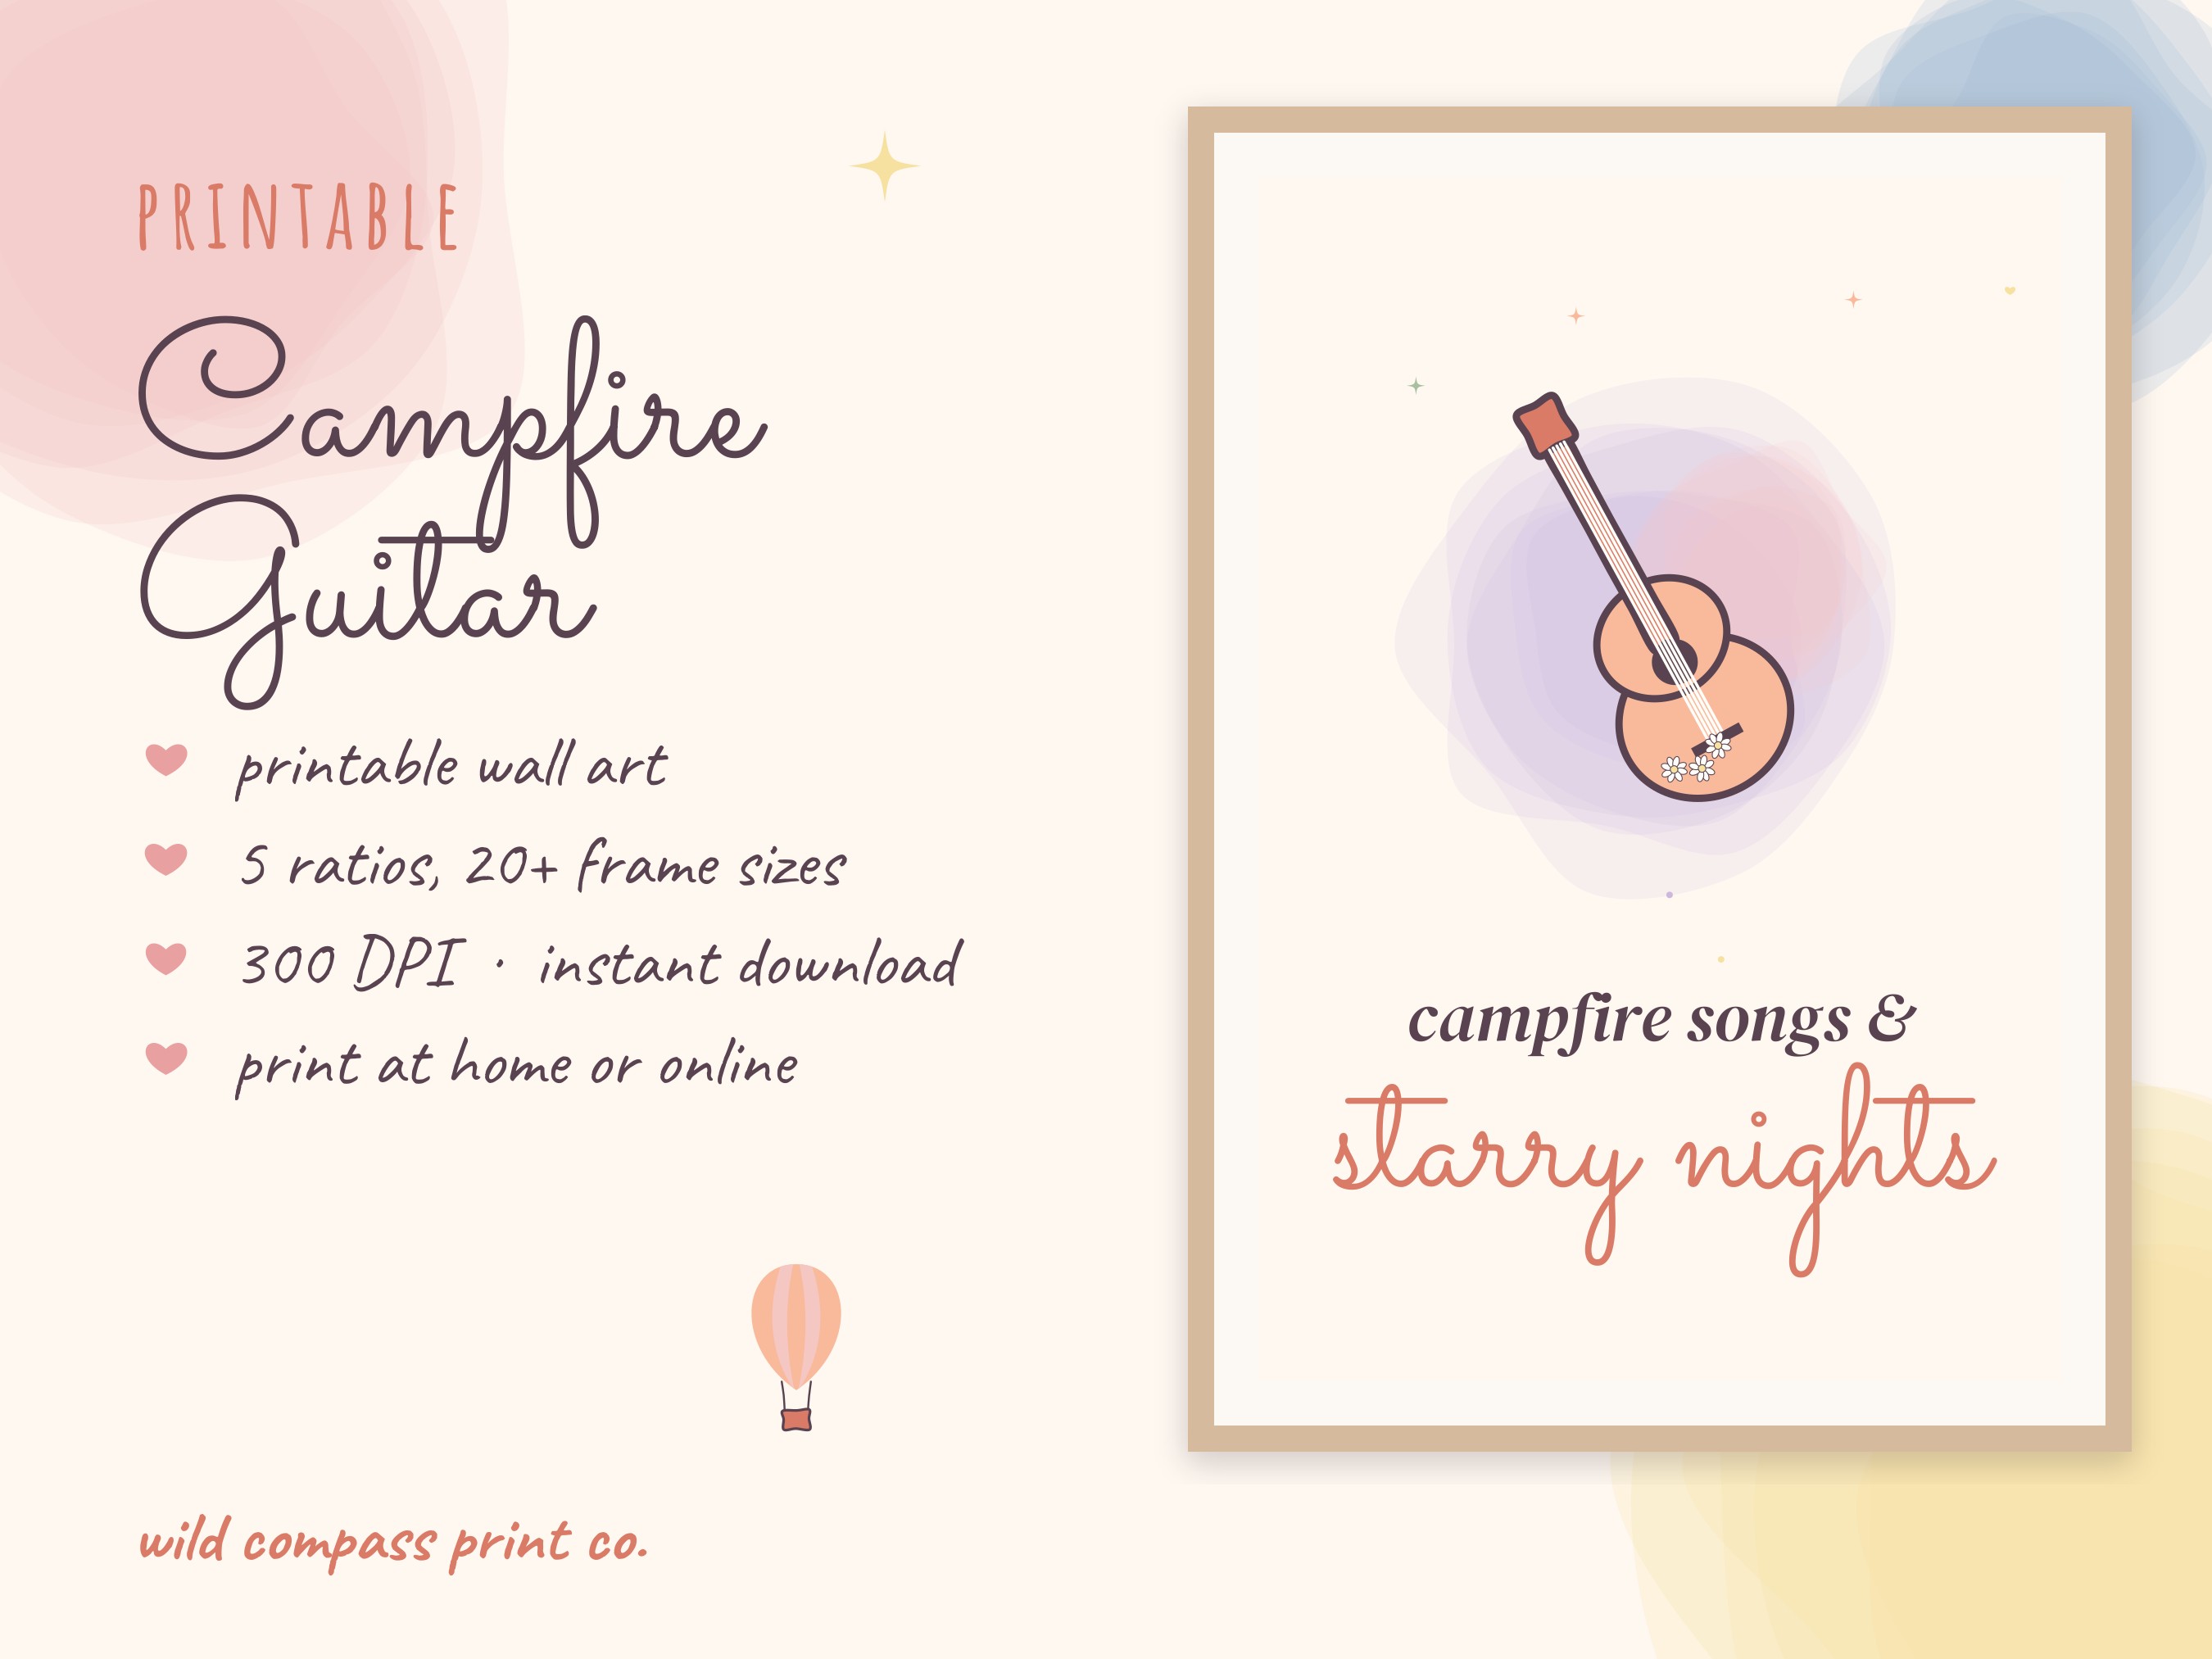 PRINTABLE
Campfire
Guitar
printable wall art
5 ratios, 20+ frame sizes
300 DPI · instant download
print at home or online
wild compass print co.
campfire songs &
starry nights